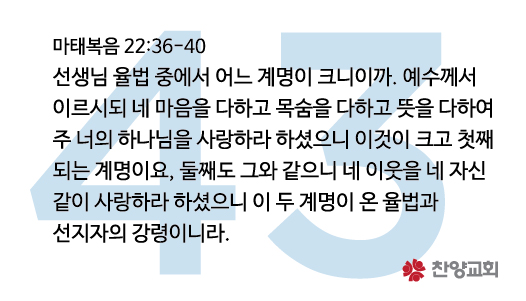 43
마태복음 22:36-40
선생님 율법 중에서 어느 계명이 크니이까. 예수께서
이르시되 네 마음을 다하고 목숨을 다하고 뜻을 다하여
주 너의 하나님을 사랑하라 하셨으니 이것이 크고 첫째
되는 계명이요, 둘째도 그와 같으니 네 이웃을 네 자신
같이 사랑하라 하셨으니 이 두 계명이 온 율법과
선지자의 강령이니라.
찬양교회